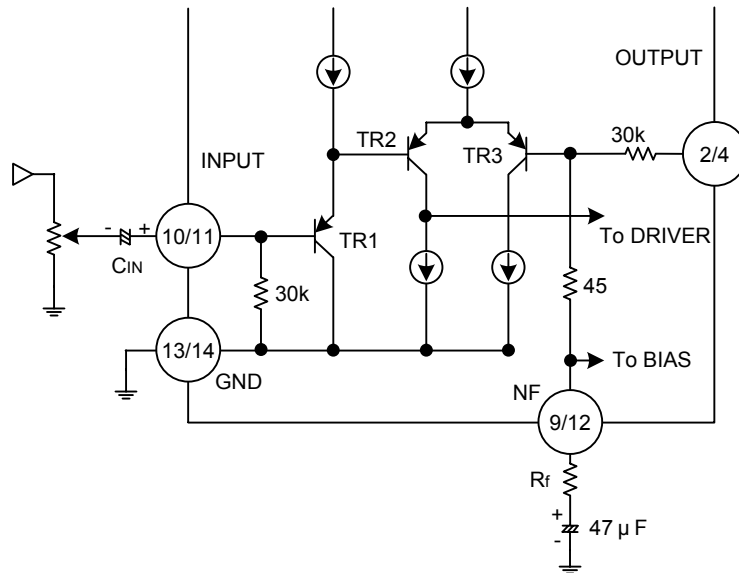 OUTPUT
30k
TR2
TR3
2/4
INPUT
- +
10/11
TR1
To DRIVER
CIN
30k
45
13/14
To BIAS
GND
NF
9/12
Rf
+
47 μ F
-